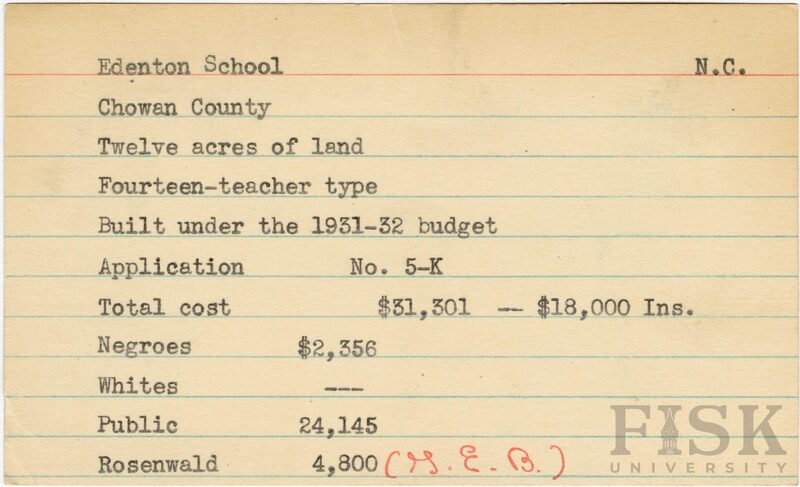 Edenton School N.C.
Chowan County
Twelve acres of land
Fourteen-teacher type
Built under the 1931-32 budget
Application No. 5-K
Total cost $31,301 -- $18,000 Ins.
Negroes $2,356
Whites ---
Public 24,145
Rosenwald 4,800 (G.E.B.)
FISK
UNIVERSITY